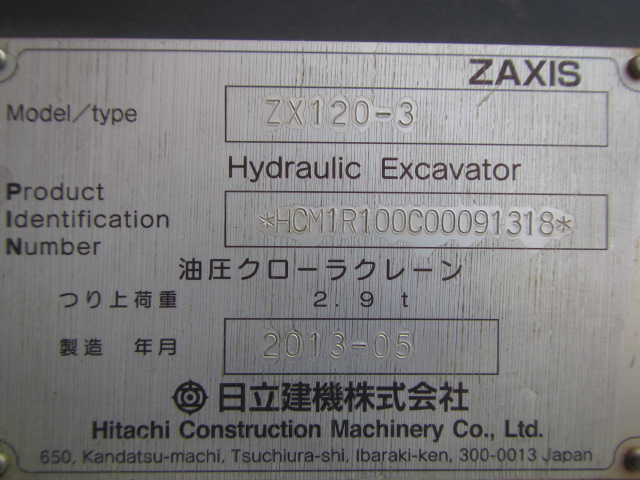 ZAXIS
Model/type ZX120-3
Hydraulic Excavator
Product
Identification *HCM1R100C00091318*
Number
油圧クローラクレーン
つり上荷重 2.9 t
製造 年月 2013-05
日立建機株式会社
Hitachi Construction Machinery Co., Ltd.
650, Kandatsu-machi, Tsuchiura-shi, Ibaraki-ken, 300-0013 Japan